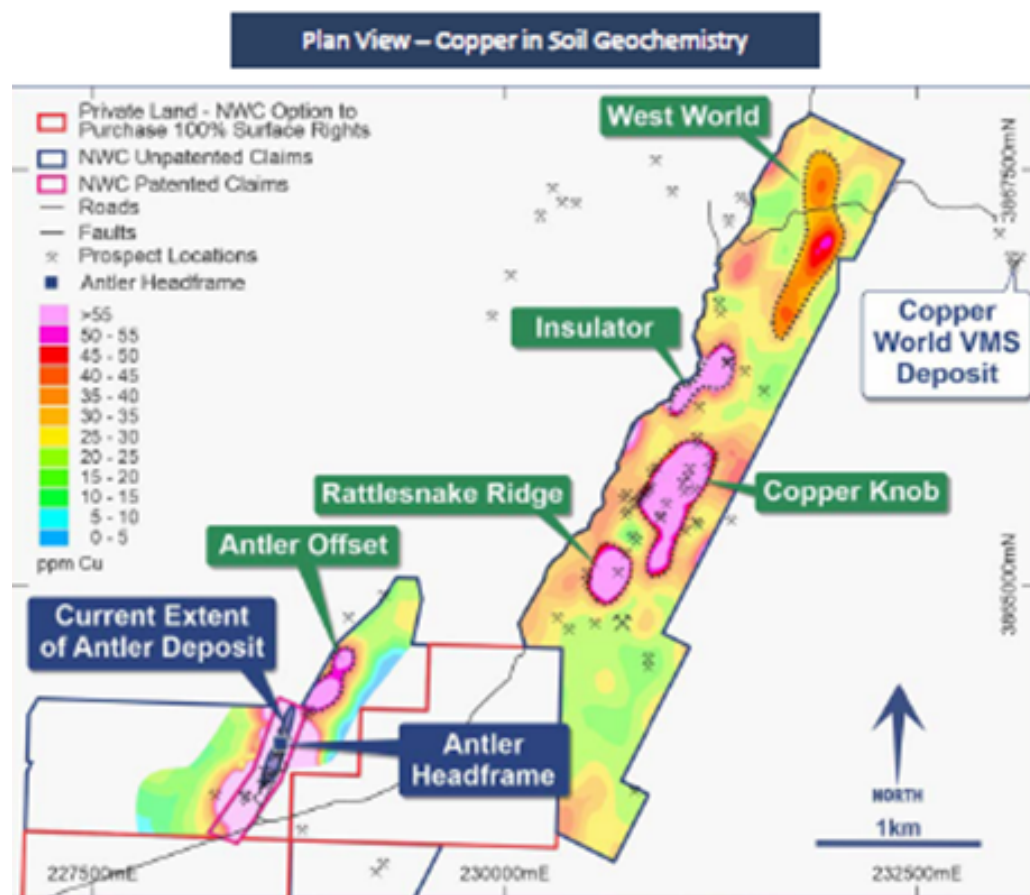 Plan View – Copper in Soil Geochemistry
Private Land - NWC Option to
Purchase 100% Surface Rights
NWC Unpatented Claims
NWC Patented Claims
Roads
Faults
Prospect Locations
Antler Headframe
>55
50 - 55
45 - 50
40 - 45
35 - 40
30 - 35
25 - 30
20 - 25
15 - 20
10 - 15
5 - 10
0 - 5
ppm Cu
West World
Insulator
Copper
World VMS
Deposit
Rattlesnake Ridge
Copper Knob
Antler Offset
Current Extent
of Antler Deposit
Antler
Headframe
NORTH
1km
3867500mN
3865000mN
227500mE
230000mE
232500mE